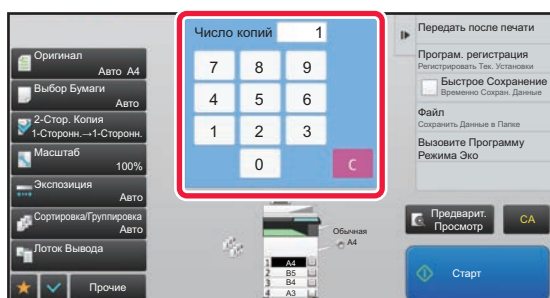 Число копий 1
7 8 9
4 5 6
1 2 3
0 C
Оригинал
Авто A4
Выбор Бумаги
Авто
2-Стор. Копия
1-Сторонн.→1-Сторонн.
Масштаб
100%
Экспозиция
Авто
Сортировка/Группировка
Авто
Лоток Вывода
Прочие
Обычная
A4
1 A4
2 B5
3 B4
4 A3
Передать после печати
Програм. регистрация
Регистрировать Тек. Установки
Быстрое Сохранение
Временно Сохран. Данные
Файл
Сохранить Данные в Папке
Вызовите Программу
Режима Эко
Предварит.
Просмотр
CA
Старт